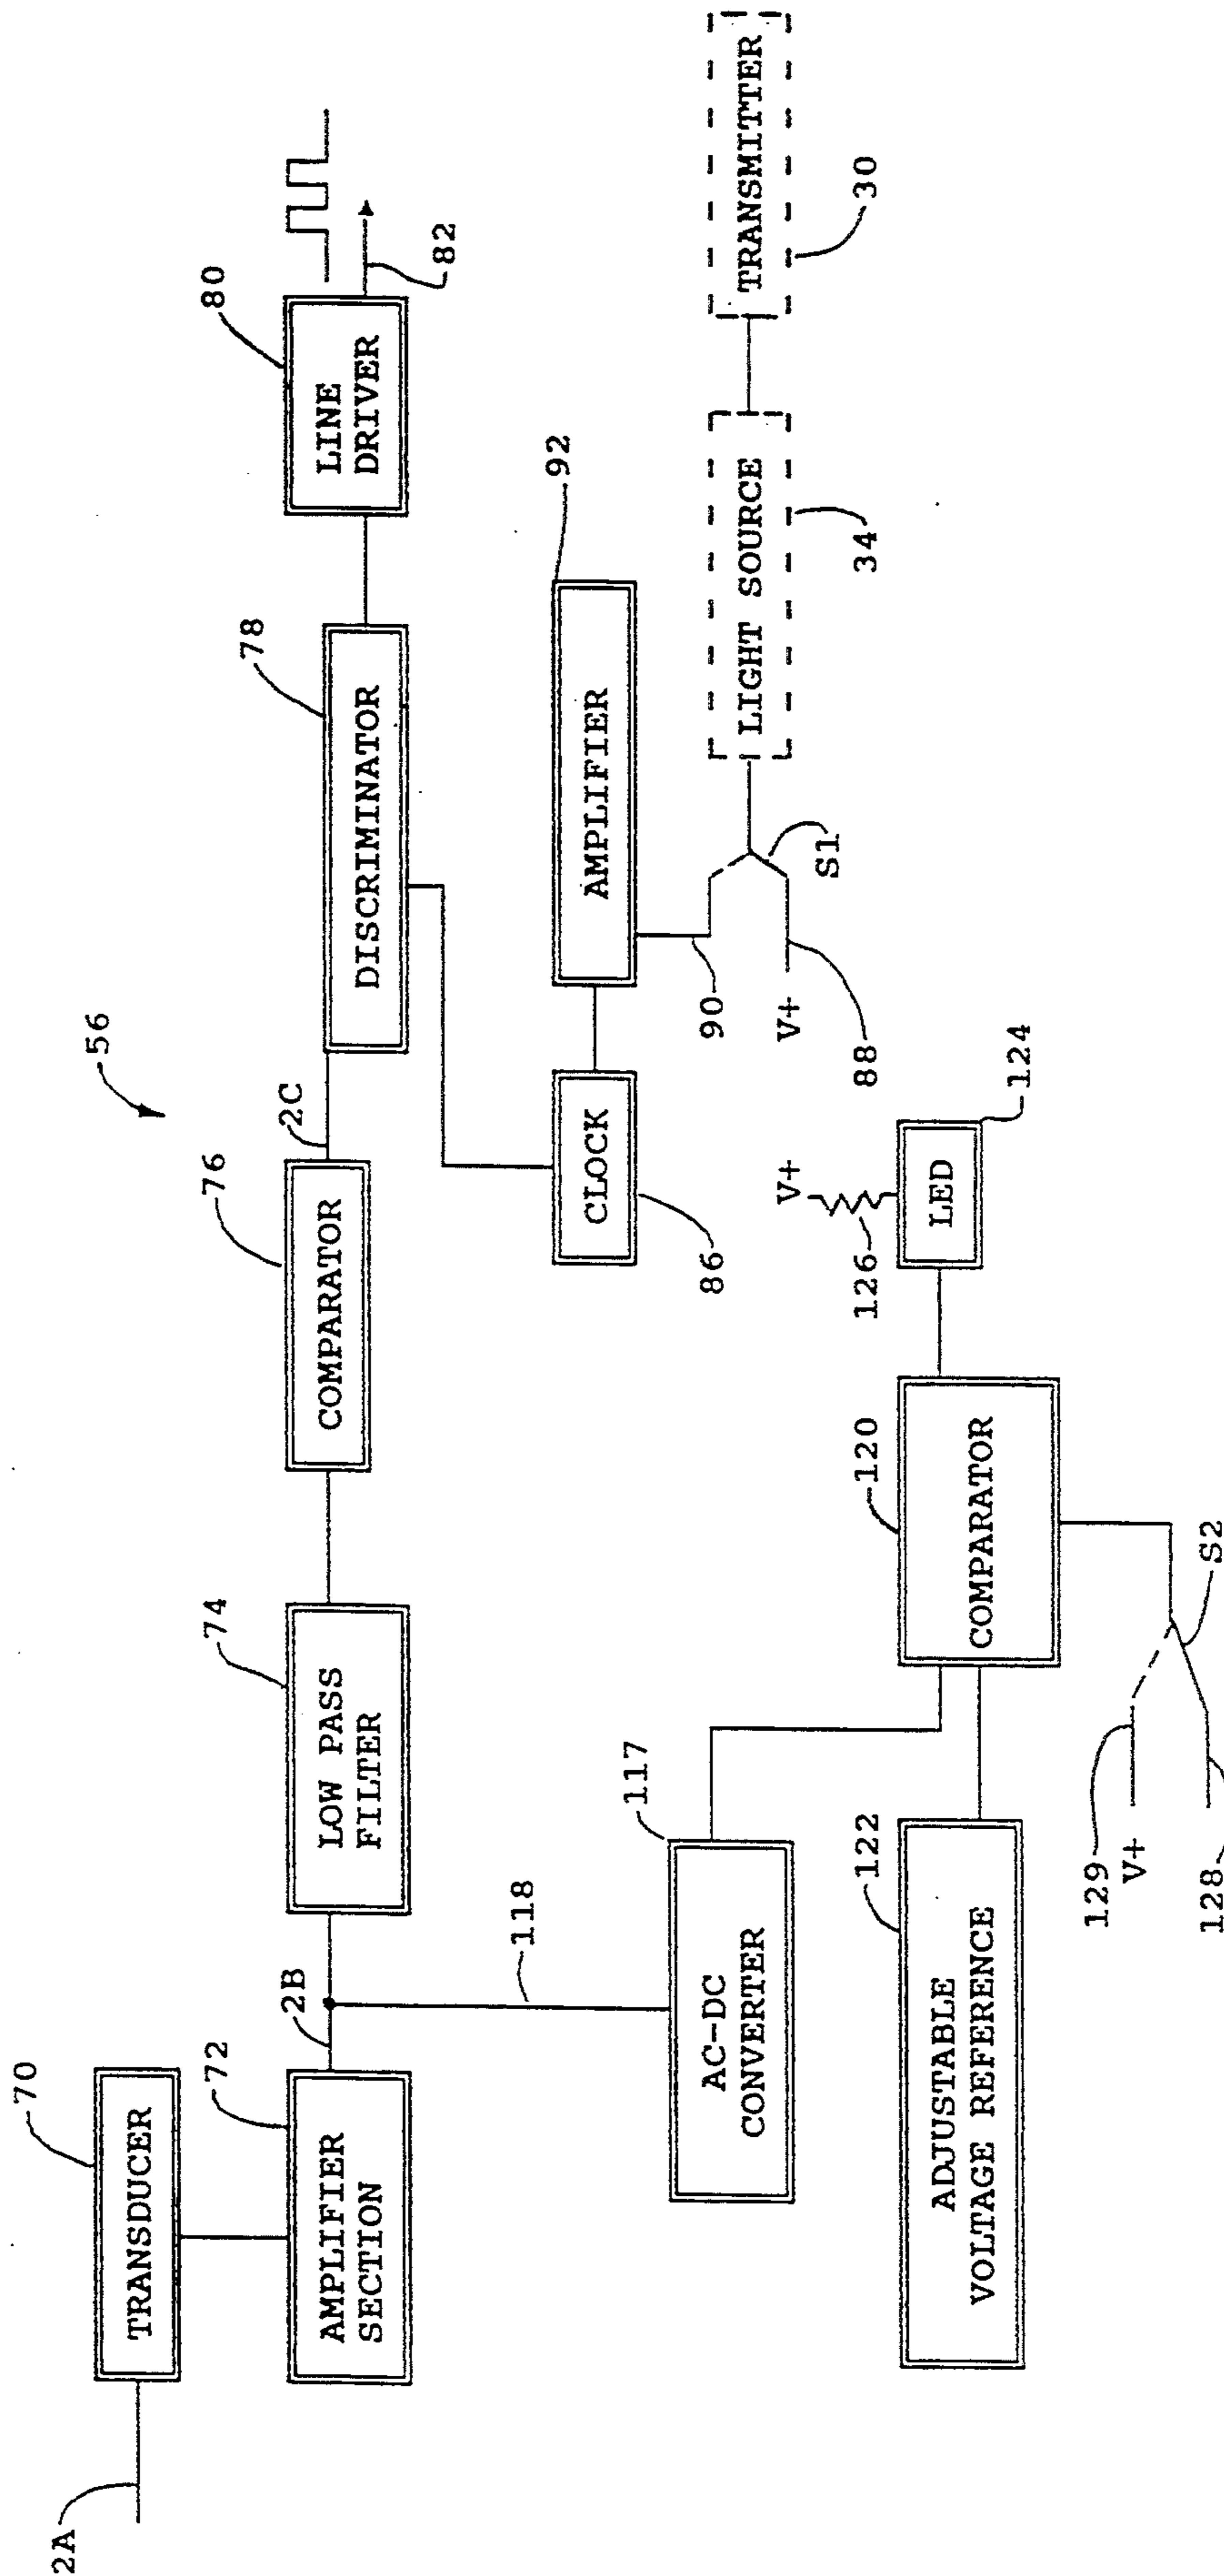 56
2A
TRANSDUCER
70
AMPLIFIER
SECTION
72
2B
LOW PASS
FILTER
74
COMPARATOR
76
2C
DISCRIMINATOR
78
LINE
DRIVER
80
82
118
CLOCK
86
AMPLIFIER
92
90
V+
88
S1
LIGHT SOURCE
34
TRANSMITTER
30
AC-DC
CONVERTER
117
ADJUSTABLE
VOLTAGE REFERENCE
122
COMPARATOR
120
V+
126
LED
124
129
V+
128
S2